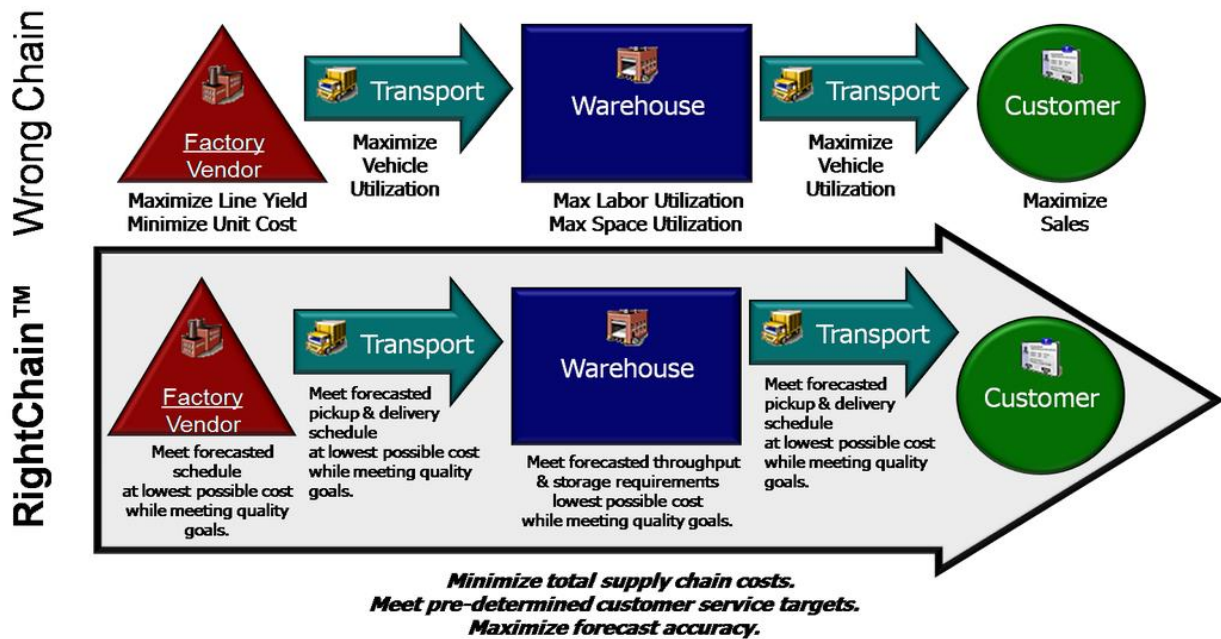 Wrong Chain
Factory
Vendor
Maximize Line Yield
Minimize Unit Cost
Transport
Maximize
Vehicle
Utilization
Warehouse
Max Labor Utilization
Max Space Utilization
Transport
Maximize
Vehicle
Utilization
Customer
Maximize
Sales
RightChain™
Factory
Vendor
Meet forecasted
schedule
at lowest possible cost
while meeting quality
goals.
Transport
Meet forecasted
pickup & delivery
schedule
at lowest possible cost
while meeting quality
goals.
Warehouse
Meet forecasted throughput
& storage requirements
lowest possible cost
while meeting quality goals.
Transport
Meet forecasted
pickup & delivery
schedule
at lowest possible cost
while meeting quality
goals.
Customer
Minimize total supply chain costs.
Meet pre-determined customer service targets.
Maximize forecast accuracy.